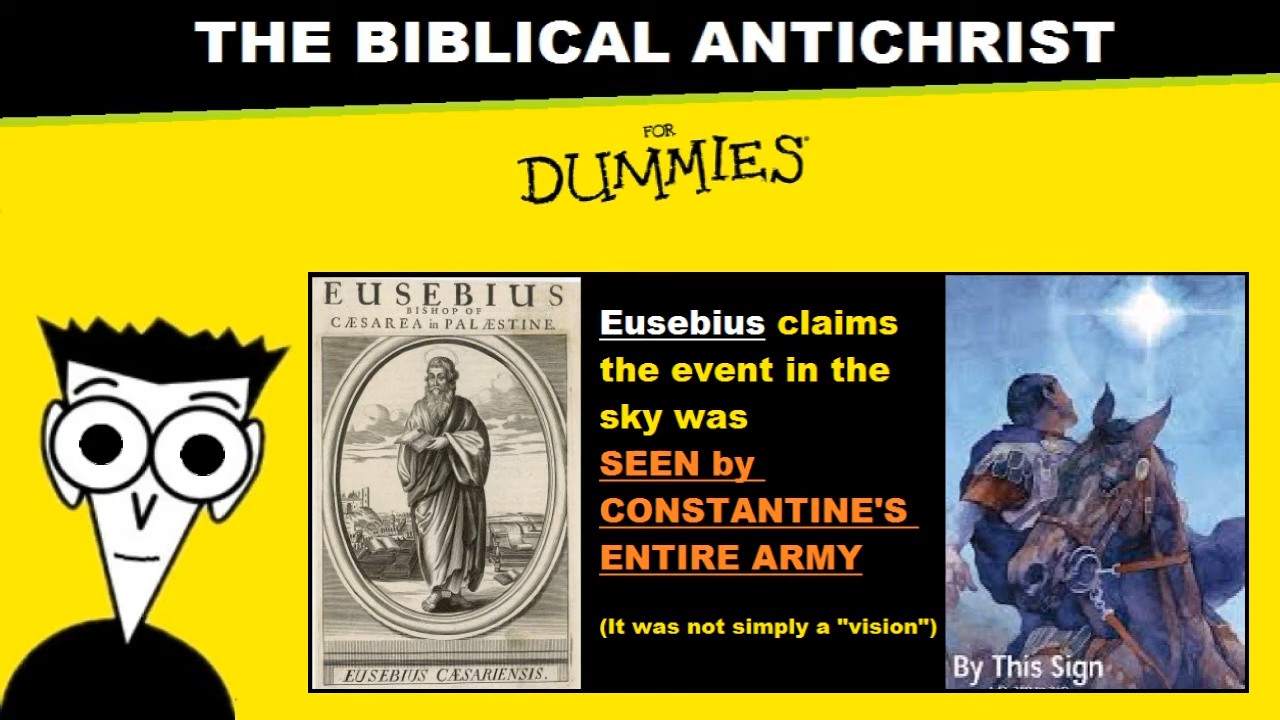 THE BIBLICAL ANTICHRIST
FOR
DUMMIES
EUSEBIUS
BISHOP OF
CÆSAREA in PALÆSTINE.
Eusebius claims
the event in the
sky was
SEEN by
CONSTANTINE'S
ENTIRE ARMY
(It was not simply a "vision")
EUSEBIUS CÆSARIENSIS.
By This Sign